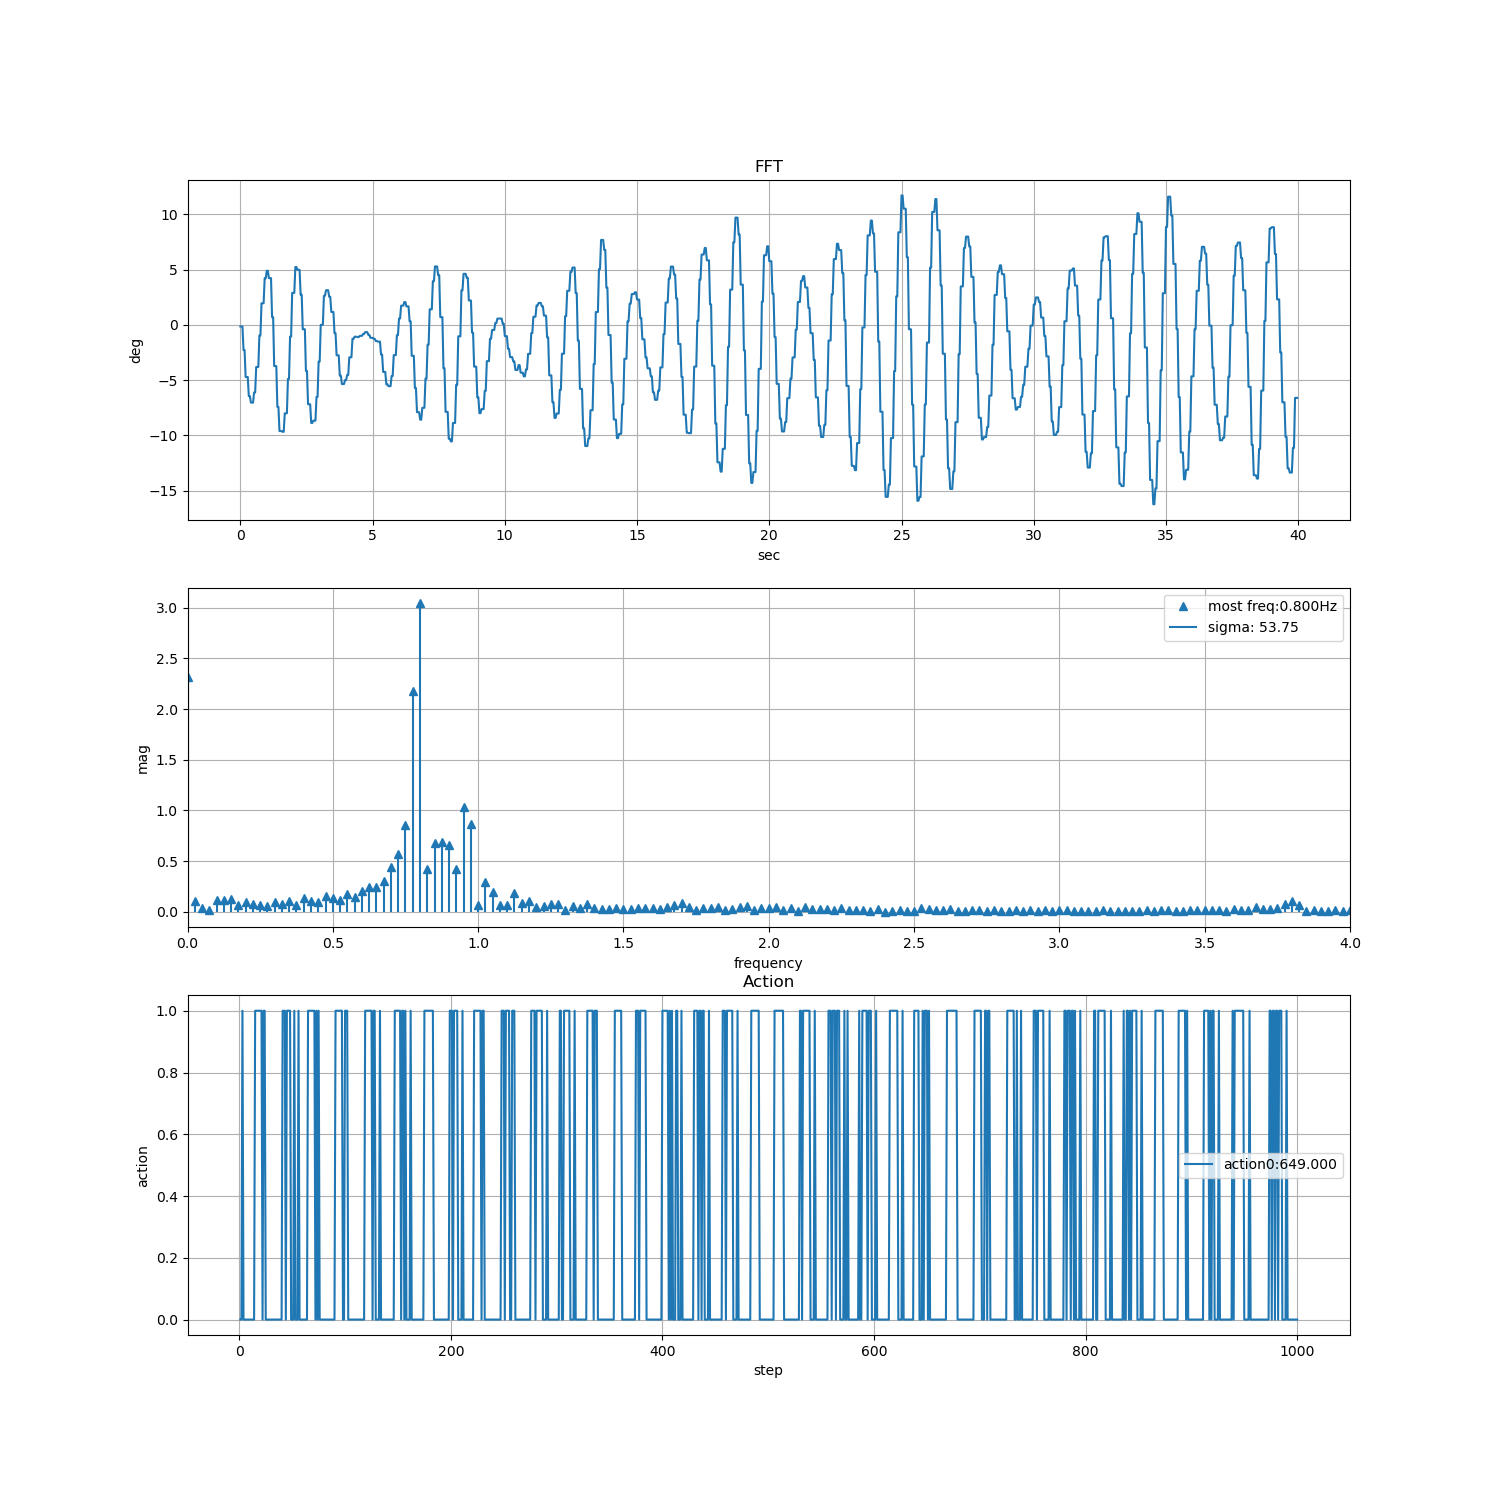 FFT
10
5
0
−5
−10
−15
deg
0 5 10 15 20 25 30 35 40
sec
most freq:0.800Hz
sigma: 53.75
3.0
2.5
2.0
1.5
1.0
0.5
0.0
mag
0.0 0.5 1.0 1.5 2.0 2.5 3.0 3.5 4.0
frequency
Action
1.0
0.8
0.6
0.4
0.2
0.0
action
action0:649.000
0 200 400 600 800 1000
step